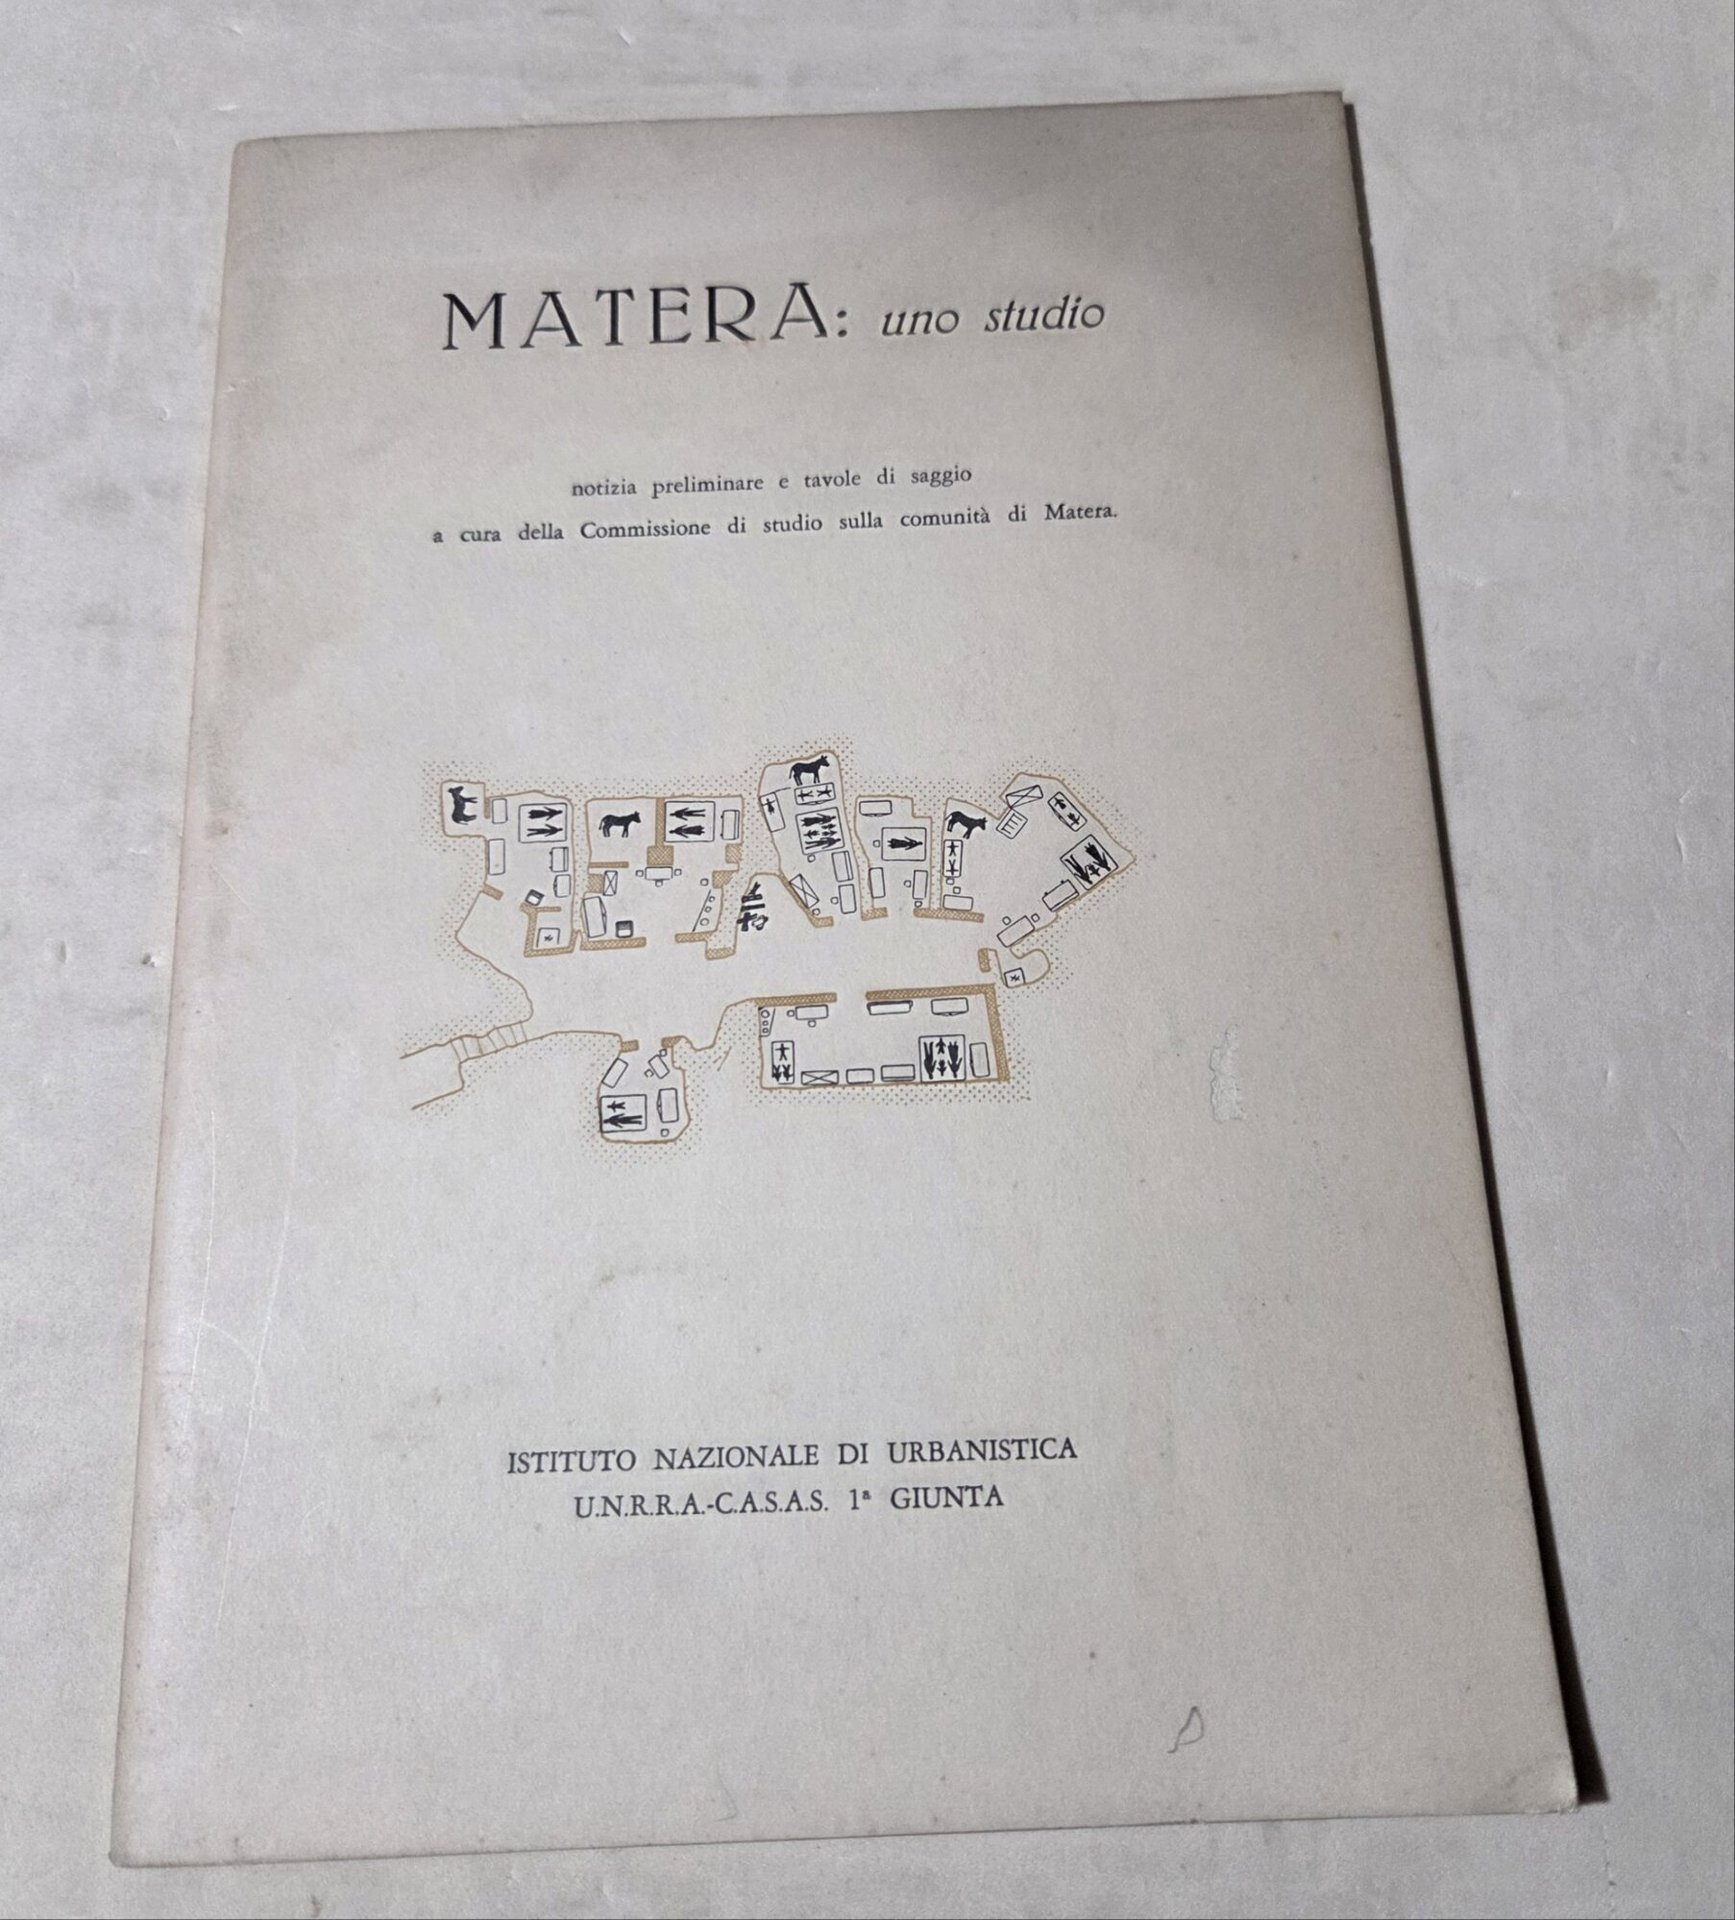 MATERA: uno studio
notizia preliminare e tavole di saggio
a cura della Commissione di studio sulla comunità di Matera.
ISTITUTO NAZIONALE DI URBANISTICA
U.N.R.R.A.-C.A.S.A.S. 1ª GIUNTA